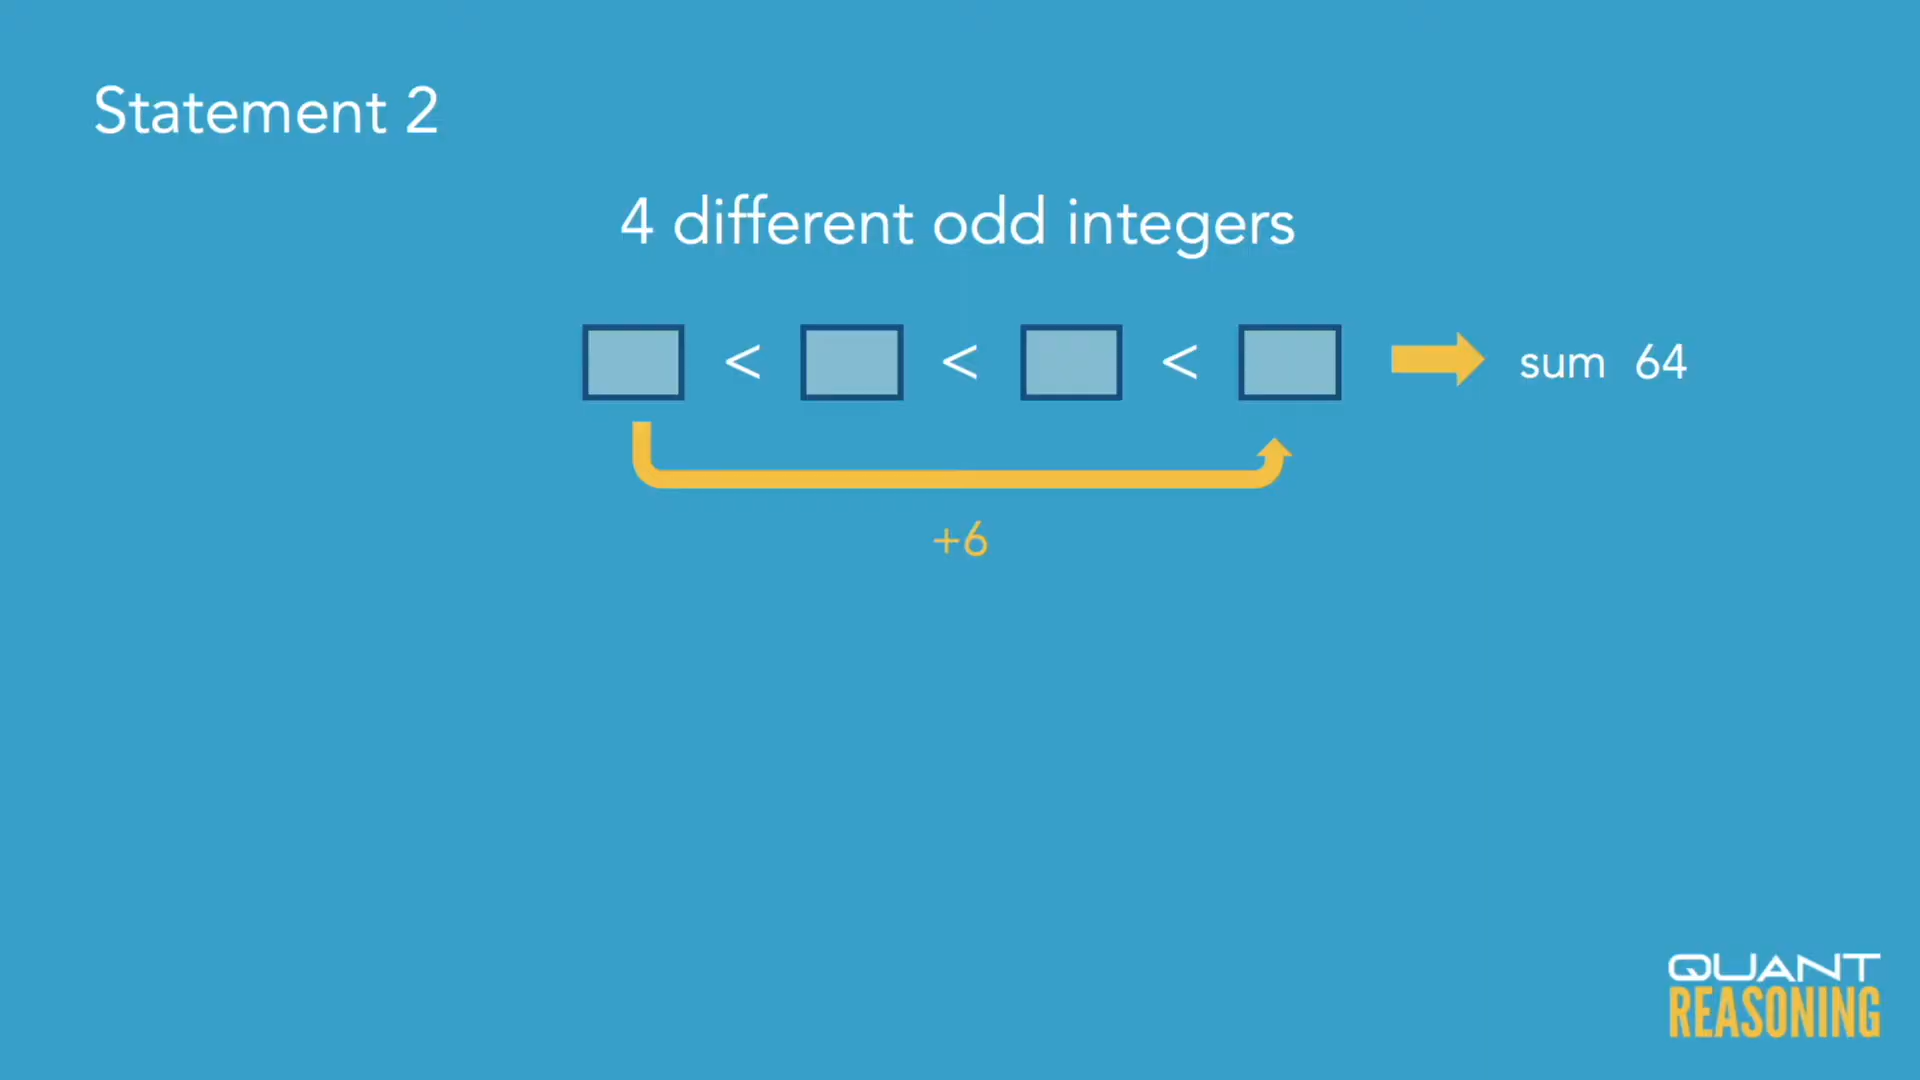 Statement 2
4 different odd integers
< < < sum 64
+6
QUANT
REASONING